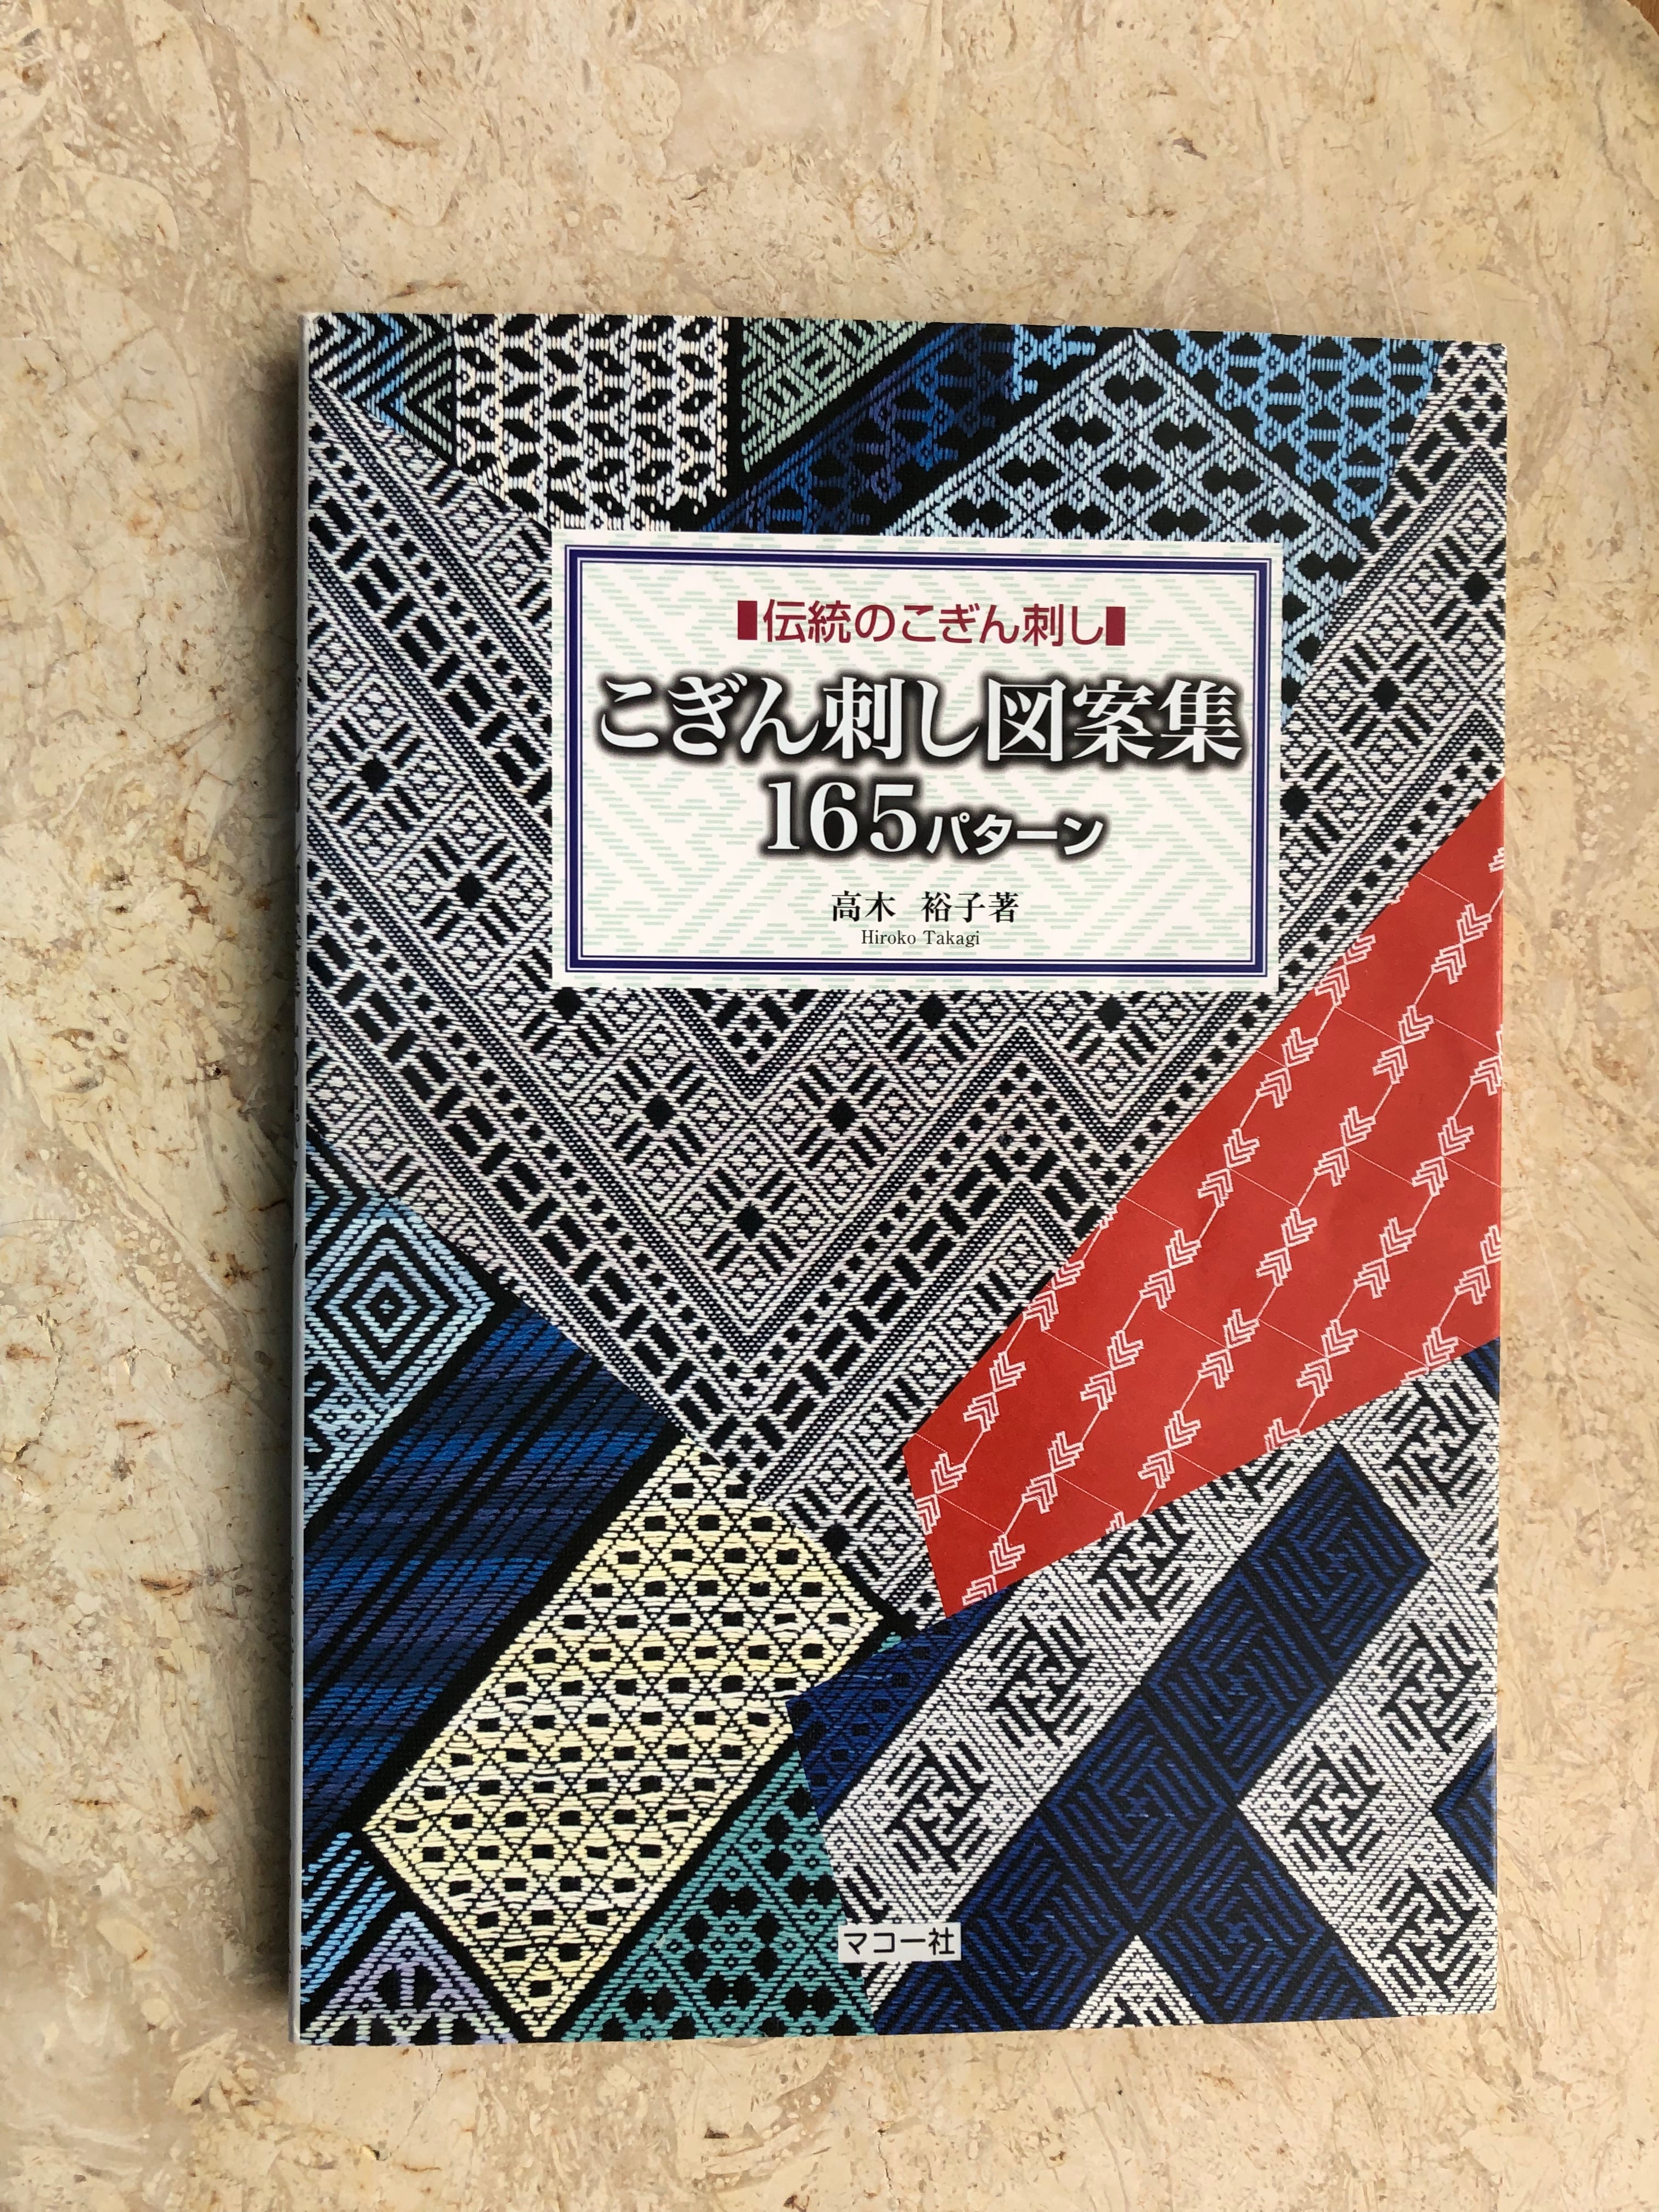 伝統のこぎん刺し
こぎん刺し図案集
165パターン
高木 裕子著
Hiroko Takagi
マコー社